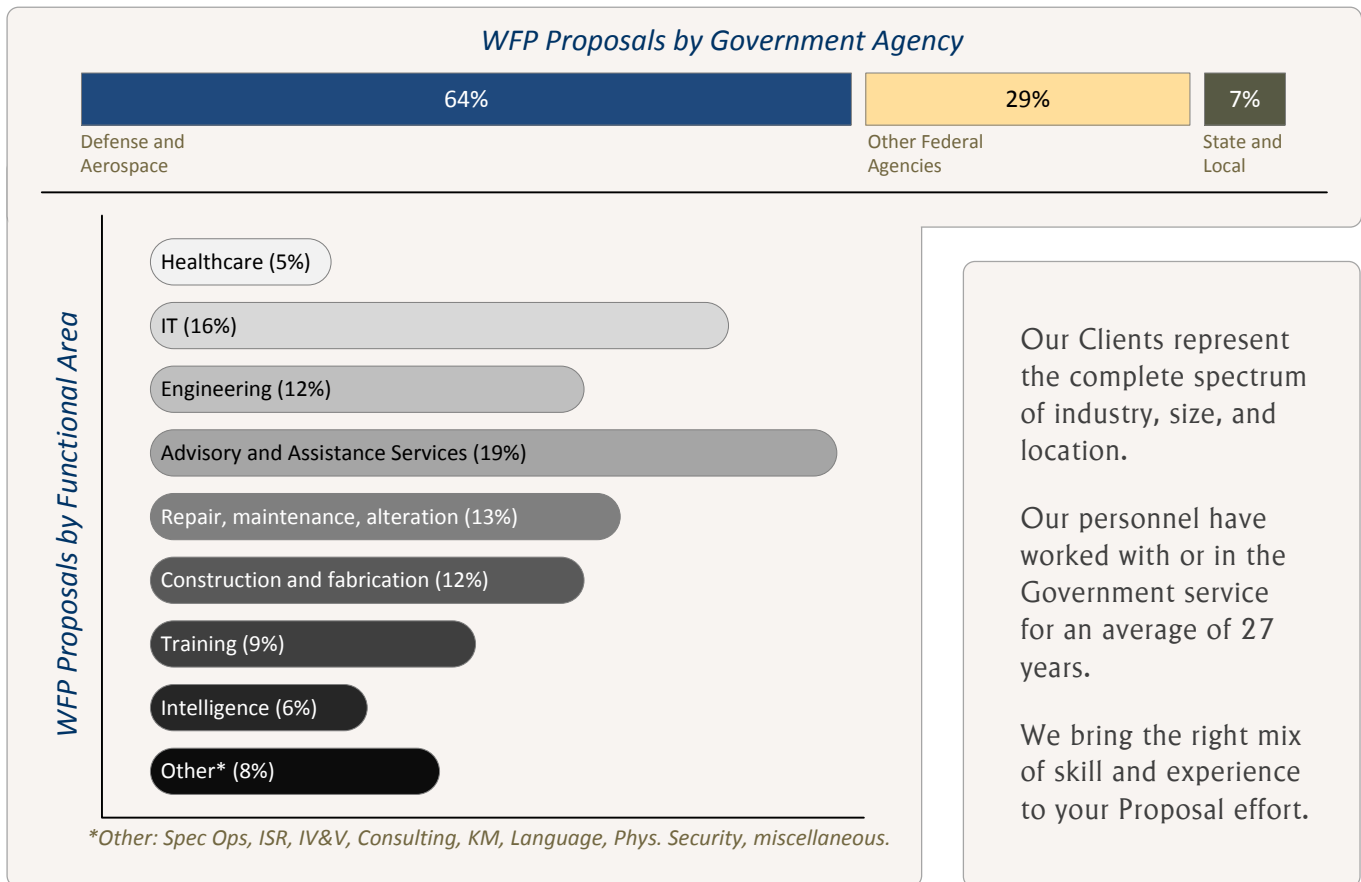 WFP Proposals by Government Agency
64%
29%
7%
Defense and
Aerospace
Other Federal
Agencies
State and
Local
WFP Proposals by Functional Area
Healthcare (5%)
IT (16%)
Engineering (12%)
Advisory and Assistance Services (19%)
Repair, maintenance, alteration (13%)
Construction and fabrication (12%)
Training (9%)
Intelligence (6%)
Other* (8%)
*Other: Spec Ops, ISR, IV&V, Consulting, KM, Language, Phys. Security, miscellaneous.
Our Clients represent
the complete spectrum
of industry, size, and
location.
Our personnel have
worked with or in the
Government service
for an average of 27
years.
We bring the right mix
of skill and experience
to your Proposal effort.